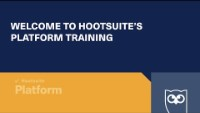 WELCOME TO HOOTSUITE'S
PLATFORM TRAINING
Platform